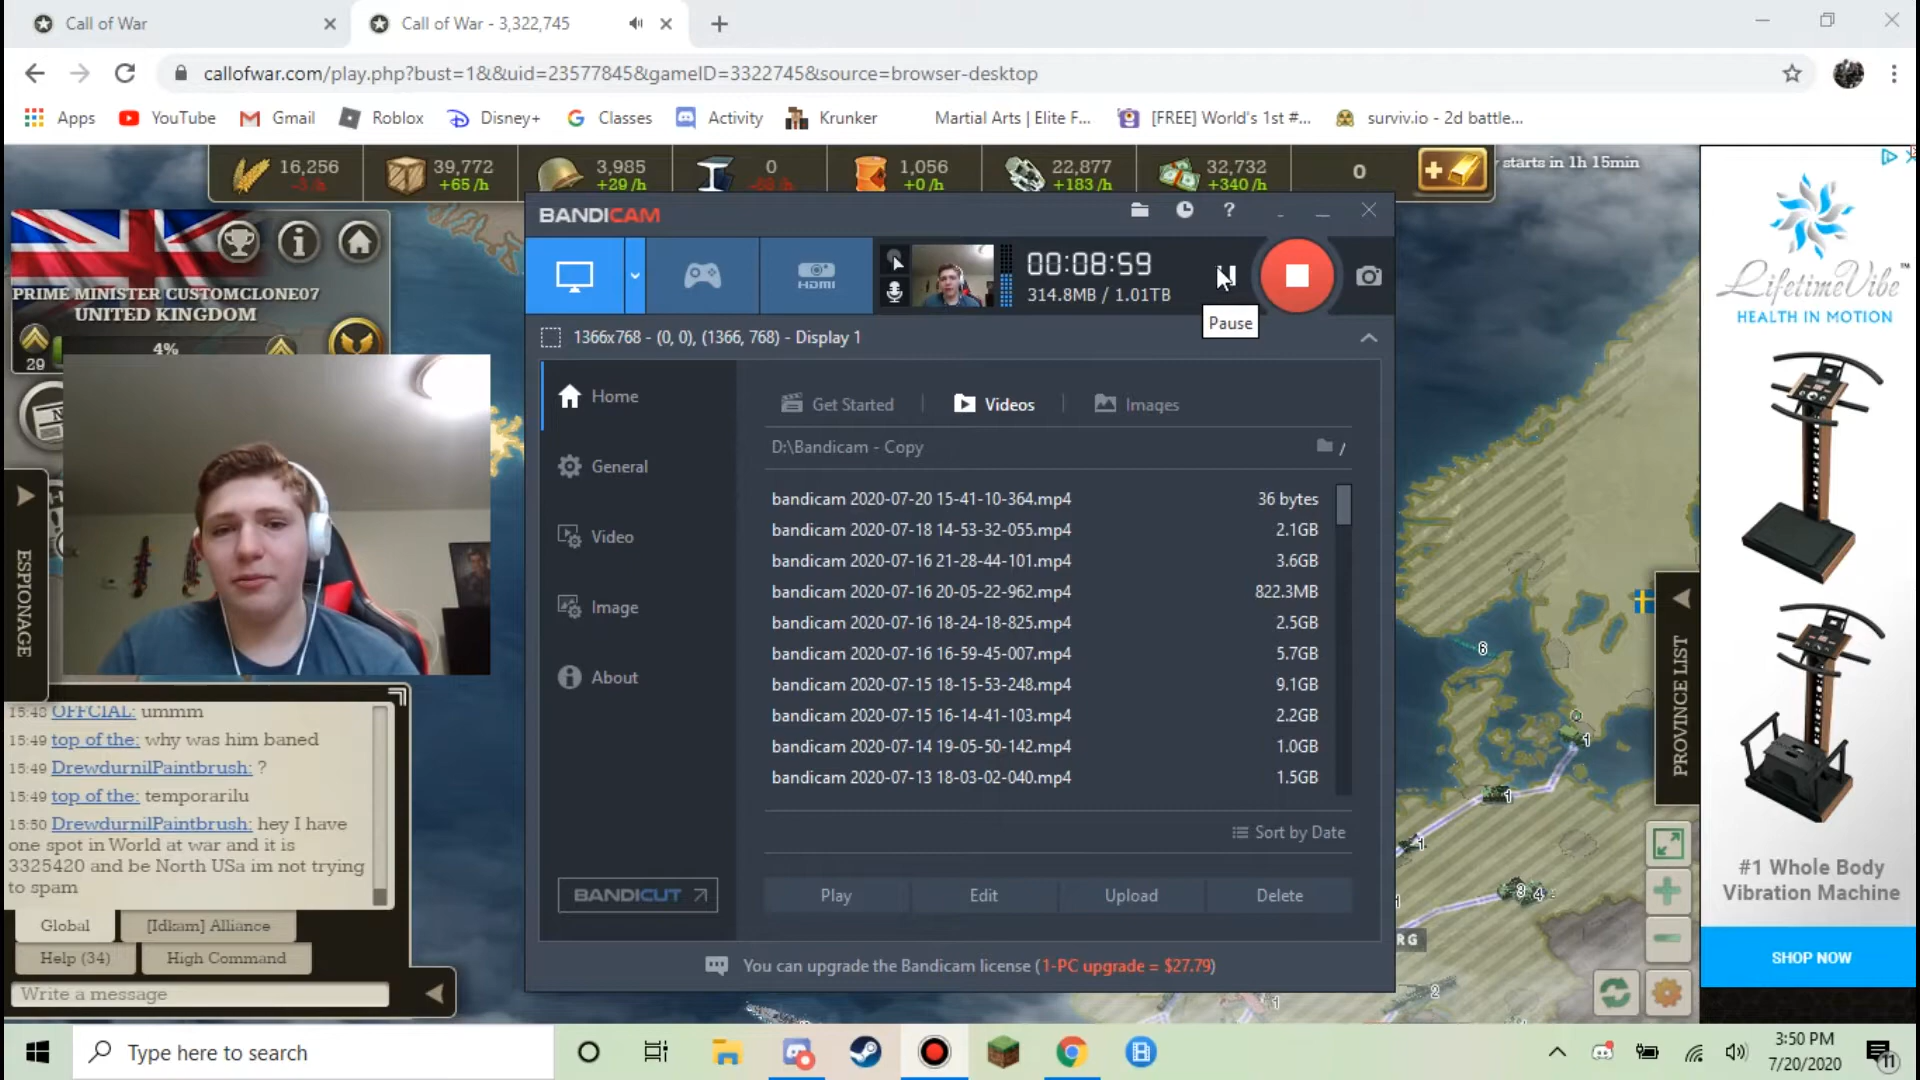 Call of War
Call of War - 3,322,745
callofwar.com/play.php?bust=1&&uid=23577845&gameID=3322745&source=browser-desktop
Apps
YouTube
Gmail
Roblox
Disney+
Classes
Activity
Krunker
Martial Arts | Elite F...
[FREE] World's 1st #...
surviv.io - 2d battle...
16,256
39,772
+65 /h
3,985
+29 /h
0
1,056
+0 /h
22,877
+183 /h
32,732
+340 /h
0
starts in 1h 15min
PRIME MINISTER CUSTOMCLONE07
UNITED KINGDOM
4%
29
ESPIONAGE
BANDICAM
HDMI
00:08:59
314.8MB / 1.01TB
Pause
1366x768 - (0, 0), (1366, 768) - Display 1
Home
General
Video
Image
About
BANDICUT
Get Started
Videos
Images
D:\Bandicam - Copy
/
bandicam 2020-07-20 15-41-10-364.mp4 36 bytes
bandicam 2020-07-18 14-53-32-055.mp4 2.1GB
bandicam 2020-07-16 21-28-44-101.mp4 3.6GB
bandicam 2020-07-16 20-05-22-962.mp4 822.3MB
bandicam 2020-07-16 18-24-18-825.mp4 2.5GB
bandicam 2020-07-16 16-59-45-007.mp4 5.7GB
bandicam 2020-07-15 18-15-53-248.mp4 9.1GB
bandicam 2020-07-15 16-14-41-103.mp4 2.2GB
bandicam 2020-07-14 19-05-50-142.mp4 1.0GB
bandicam 2020-07-13 18-03-02-040.mp4 1.5GB
Sort by Date
Play
Edit
Upload
Delete
You can upgrade the Bandicam license (1-PC upgrade = $27.79)
15:48 OFFCIAL: ummm
15:49 top of the: why was him baned
15:49 DrewdurnilPaintbrush: ?
15:49 top of the: temporarilu
15:50 DrewdurnilPaintbrush: hey I have
one spot in World at war and it is
3325420 and be North USa im not trying
to spam
Global
[Idkam] Alliance
Help (34)
High Command
Write a message
PROVINCE LIST
6
1
1
1
3
4
RG
1
2
LifetimeVibe™
HEALTH IN MOTION
#1 Whole Body
Vibration Machine
SHOP NOW
Type here to search
3:50 PM
7/20/2020
11